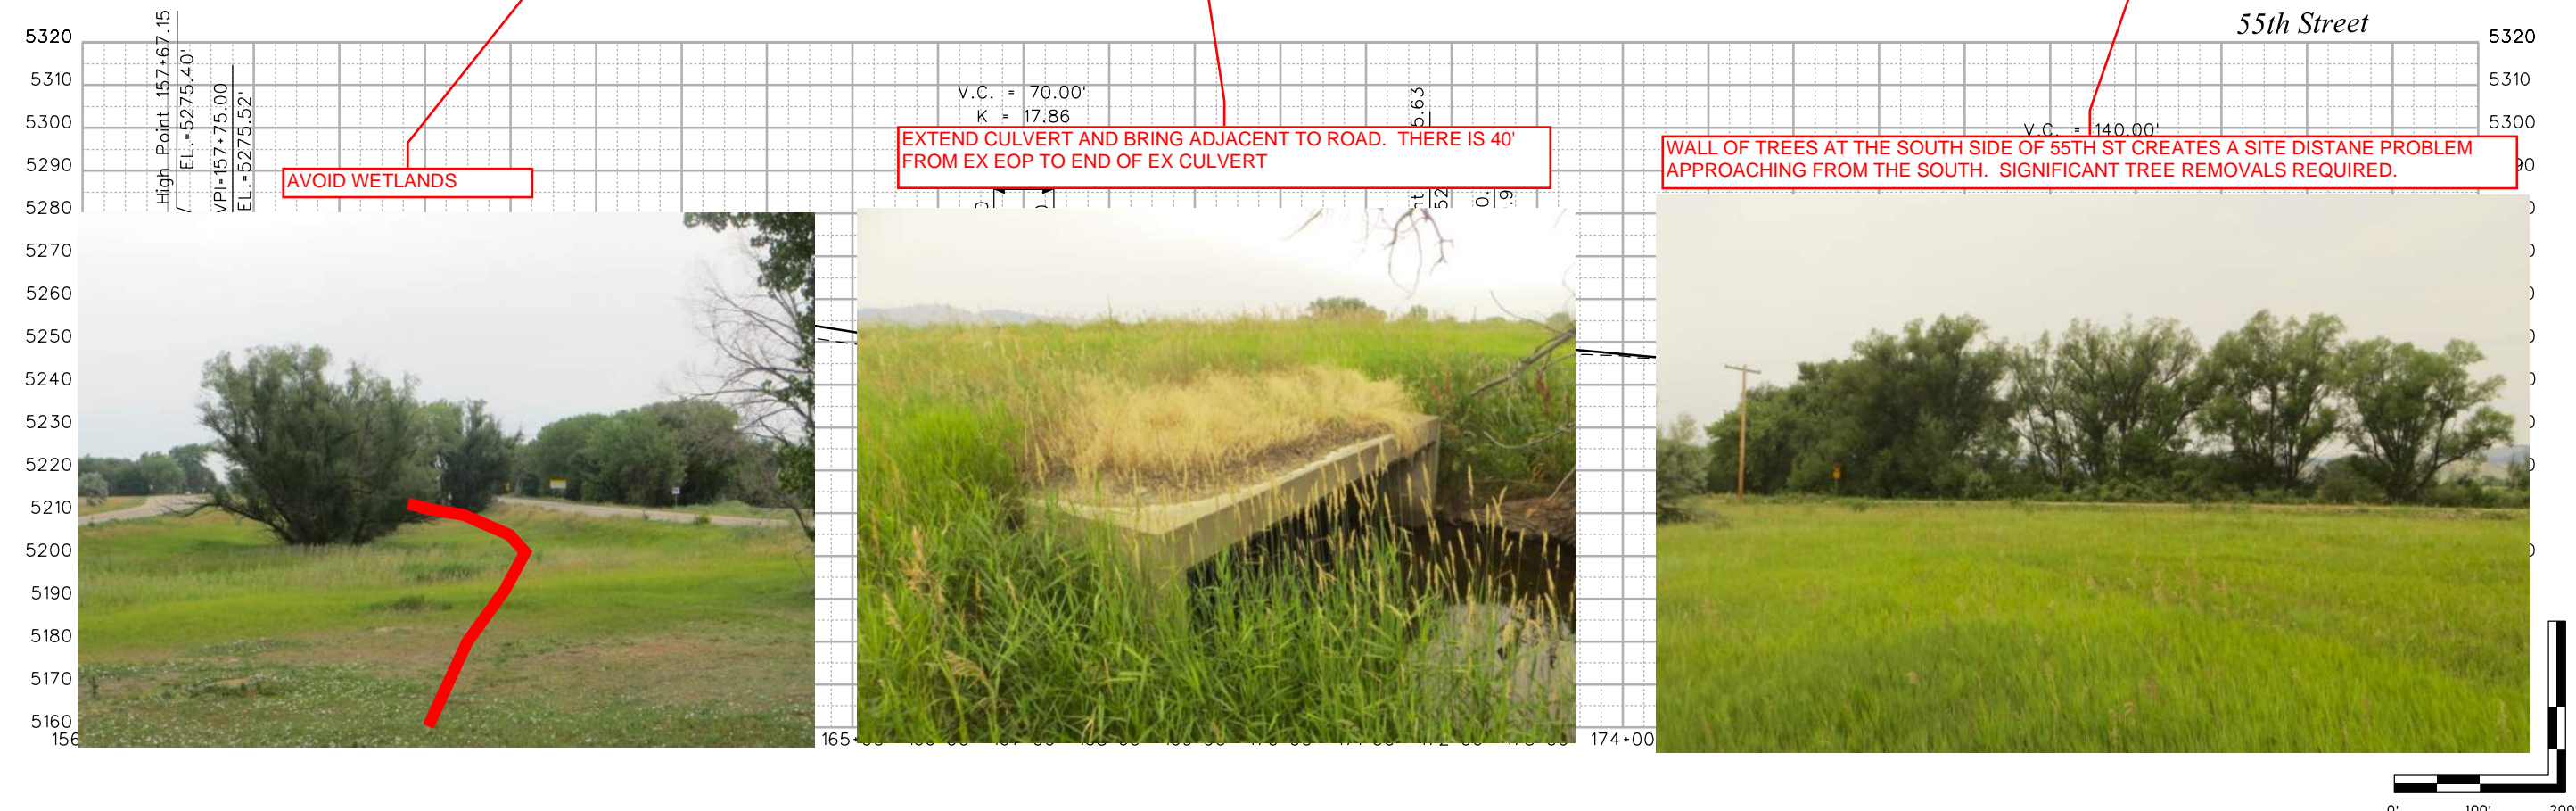 55th Street
5320
5320
5310
5310
5300
5300
5290
90
5280
5270
5260
5250
5240
5230
5220
5210
5200
5190
5180
5170
5160
High Point 157+67.15
EL.=5275.40'
VPI=157+75.00
EL.=5275.52'
AVOID WETLANDS
V.C. = 70.00'
K = 17.86
5.63
EXTEND CULVERT AND BRING ADJACENT TO ROAD. THERE IS 40'
FROM EX EOP TO END OF EX CULVERT
V.C. = 140.00'
WALL OF TREES AT THE SOUTH SIDE OF 55TH ST CREATES A SITE DISTANE PROBLEM
APPROACHING FROM THE SOUTH. SIGNIFICANT TREE REMOVALS REQUIRED.
174+00